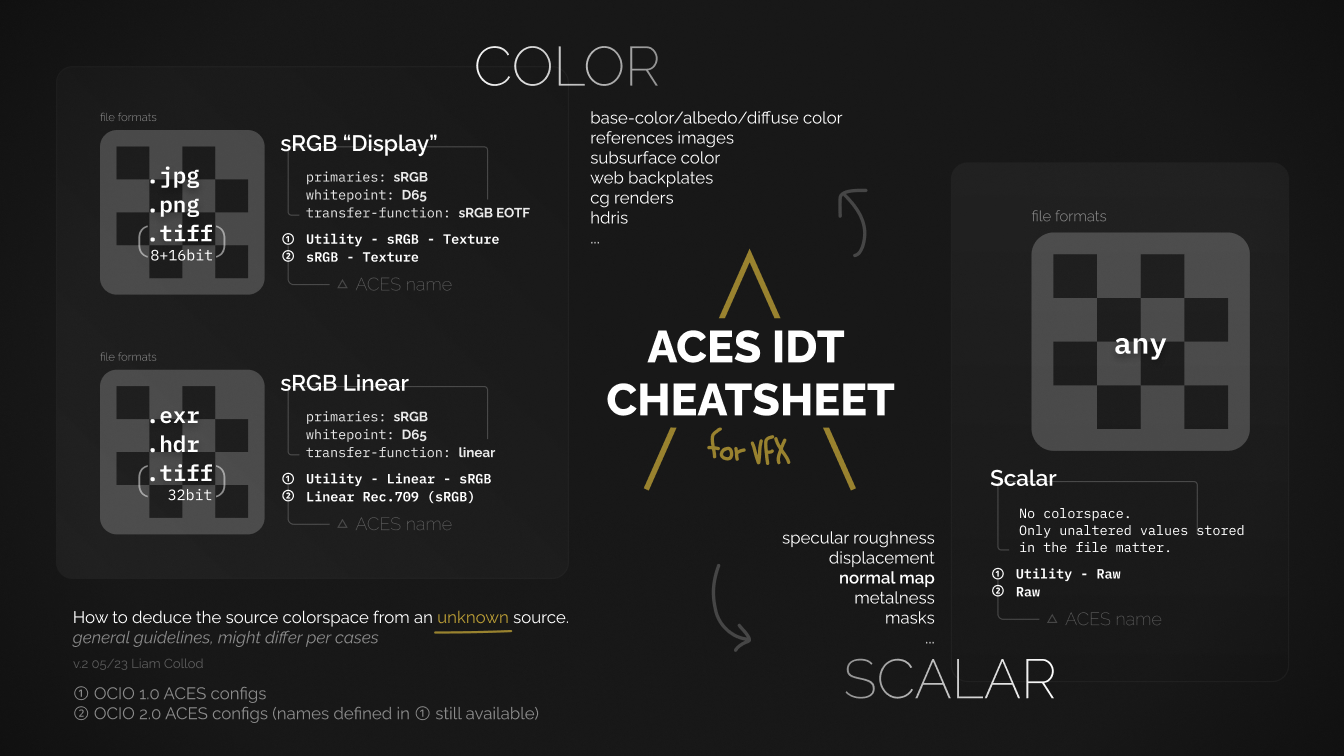 COLOR
file formats
.jpg
.png
.tiff
8+16bit
sRGB “Display”
primaries: sRGB
whitepoint: D65
transfer-function: sRGB EOTF
① Utility - sRGB - Texture
② sRGB - Texture
△ ACES name
file formats
.exr
.hdr
.tiff
32bit
sRGB Linear
primaries: sRGB
whitepoint: D65
transfer-function: linear
① Utility - Linear - sRGB
② Linear Rec.709 (sRGB)
△ ACES name
base-color/albedo/diffuse color
references images
subsurface color
web backplates
cg renders
hdris
...
ACES IDT
CHEATSHEET
for VFX
specular roughness
displacement
normal map
metalness
masks
...
SCALAR
file formats
any
Scalar
No colorspace.
Only unaltered values stored
in the file matter.
① Utility - Raw
② Raw
△ ACES name
How to deduce the source colorspace from an unknown source.
general guidelines, might differ per cases
v.2 05/23 Liam Collod
① OCIO 1.0 ACES configs
② OCIO 2.0 ACES configs (names defined in ① still available)